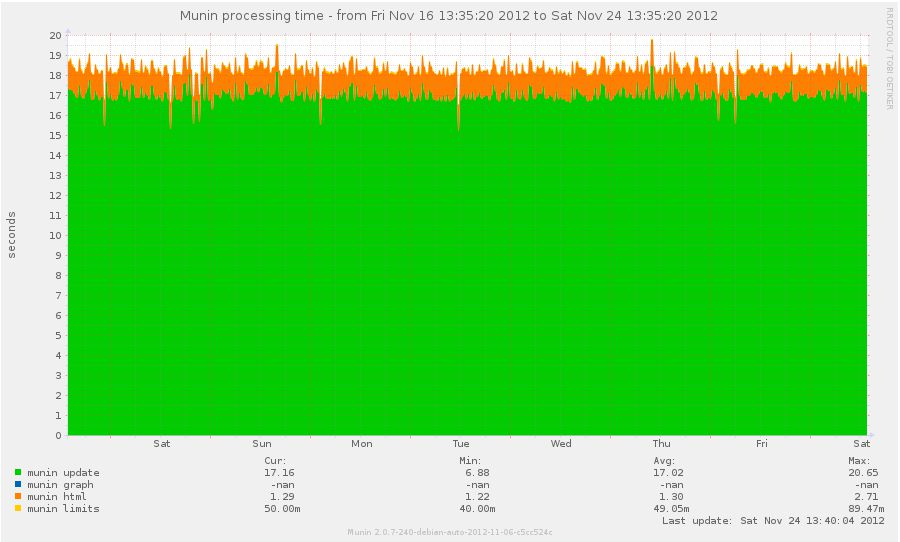 Munin processing time - from Fri Nov 16 13:35:20 2012 to Sat Nov 24 13:35:20 2012
RRDTOOL / TOBI OETIKER
seconds
20
19
18
17
16
15
14
13
12
11
10
9
8
7
6
5
4
3
2
1
0
Sat Sun Mon Tue Wed Thu Fri Sat
Cur: Min: Avg: Max:
munin update 17.16 6.88 17.02 20.65
munin graph -nan -nan -nan -nan
munin html 1.29 1.22 1.30 2.71
munin limits 50.00m 40.00m 49.05m 89.47m
Last update: Sat Nov 24 13:40:04 2012
Munin 2.0.7-240-debian-auto-2012-11-06-c5cc524c